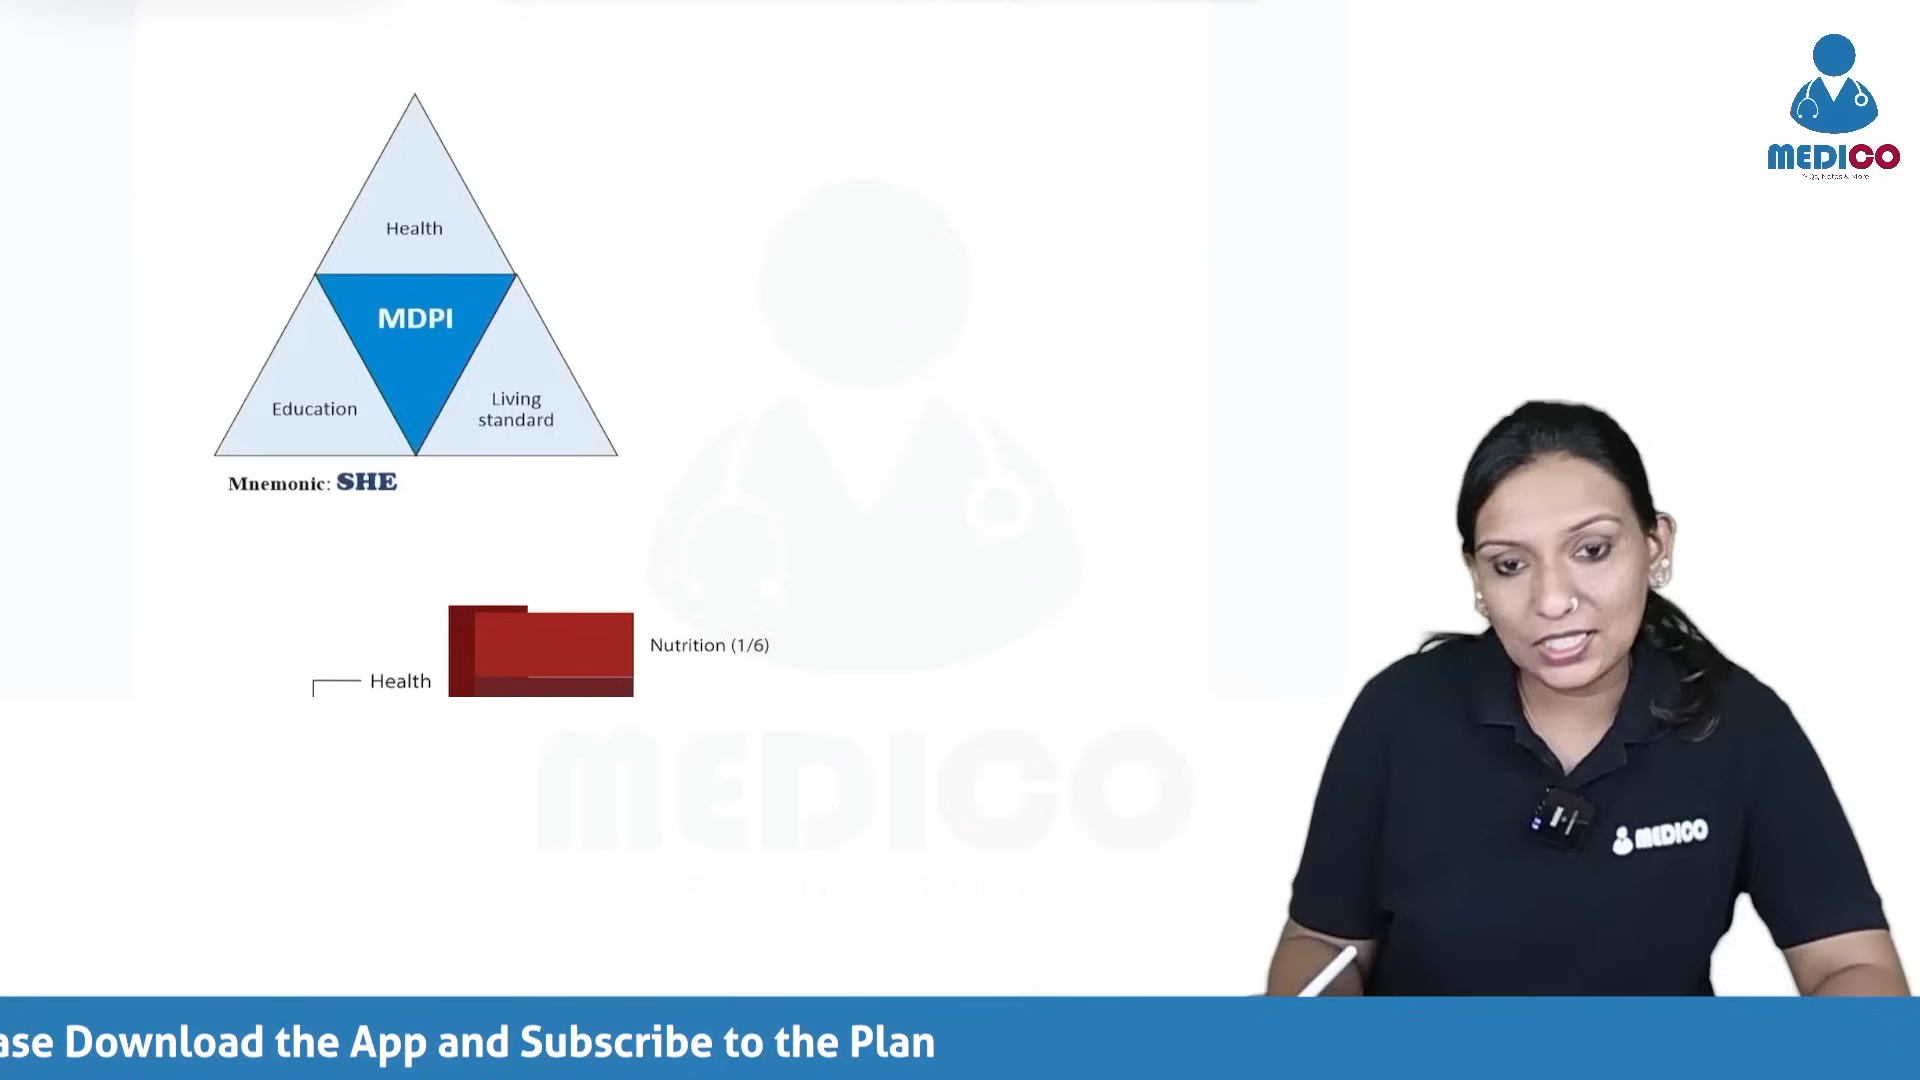 MEDICO
Health
MDPI
Education
Living
standard
Mnemonic: SHE
Nutrition (1/6)
Health
MEDICO
MEDICO
ase Download the App and Subscribe to the Plan